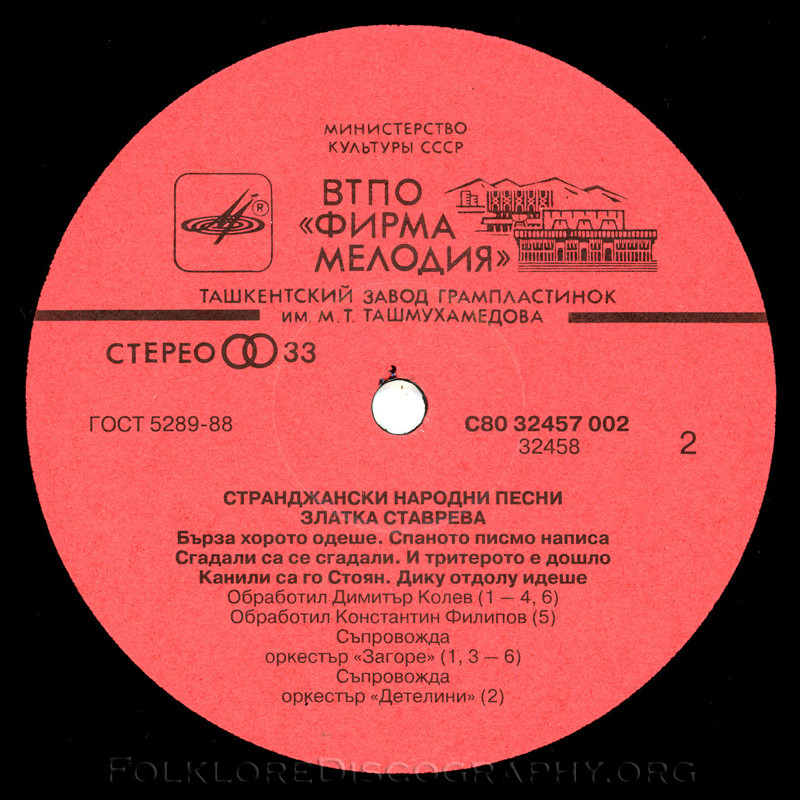 МИНИСТЕРСТВО
КУЛЬТУРЫ СССР
ВТПО
«ФИРМА
МЕЛОДИЯ»
®
ТАШКЕНТСКИЙ ЗАВОД ГРАМПЛАСТИНОК
ИМ. М.Т. ТАШМУХАМЕДОВА
СТЕРЕО 33
ГОСТ 5289-88
С80 32457 002
32458
2
СТРАНДЖАНСКИ НАРОДНИ ПЕСНИ
ЗЛАТКА СТАВРЕВА
Бърза хорото одеше. Спаното писмо написа
Сгадали са се сгадали. И тритерото е дошло
Канили са го Стоян. Дику отдолу идеше
Обработил Димитър Колев (1 — 4, 6)
Обработил Константин Филипов (5)
Съпровожда
оркестър «Загоре» (1, 3 — 6)
Съпровожда
оркестър «Детелини» (2)
FOLKLOREDISCOGRAPHY.ORG